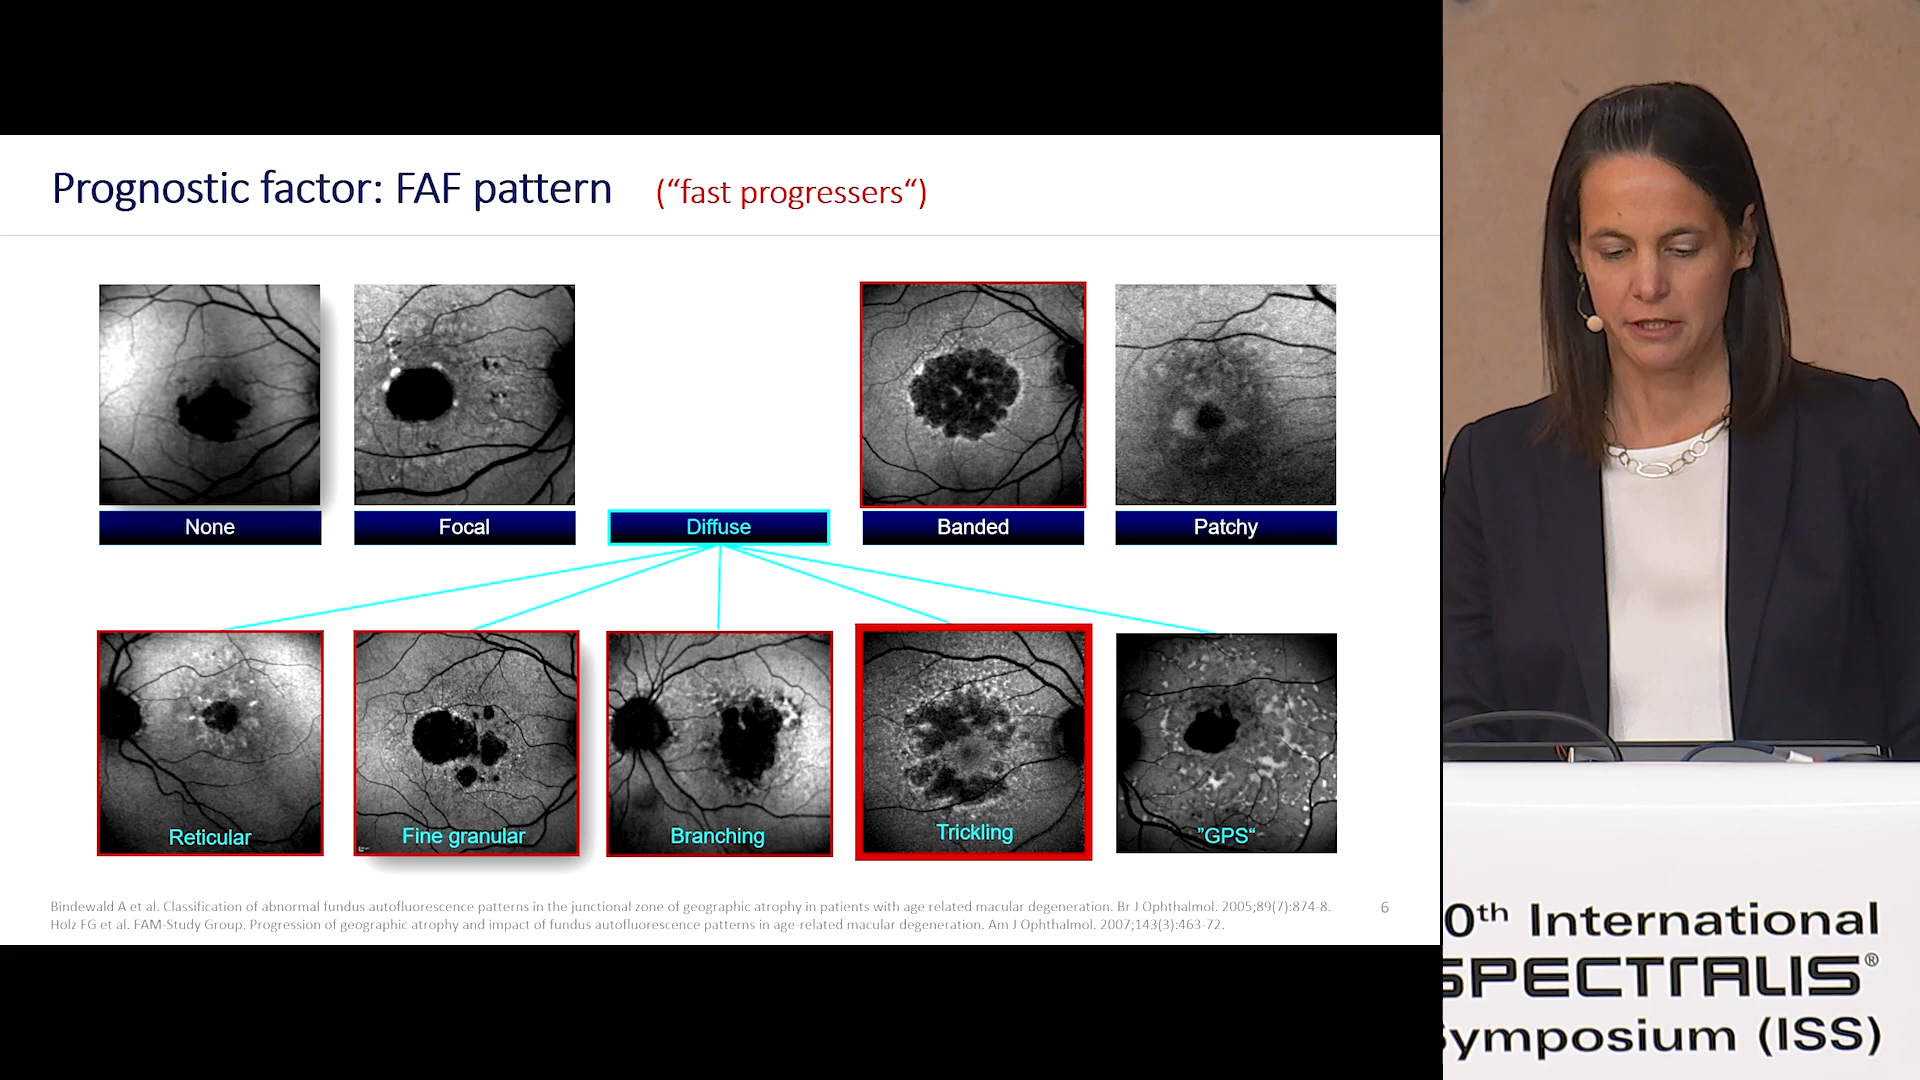 Prognostic factor: FAF pattern (“fast progressers“)
None
Focal
Diffuse
Banded
Patchy
Reticular
Fine granular
Branching
Trickling
”GPS“
Bindewald A et al. Classification of abnormal fundus autofluorescence patterns in the junctional zone of geographic atrophy in patients with age related macular degeneration. Br J Ophthalmol. 2005;89(7):874-8.
Holz FG et al. FAM-Study Group. Progression of geographic atrophy and impact of fundus autofluorescence patterns in age-related macular degeneration. Am J Ophthalmol. 2007;143(3):463-72.
6
0th International
SPECTRALIS®
ymposium (ISS)